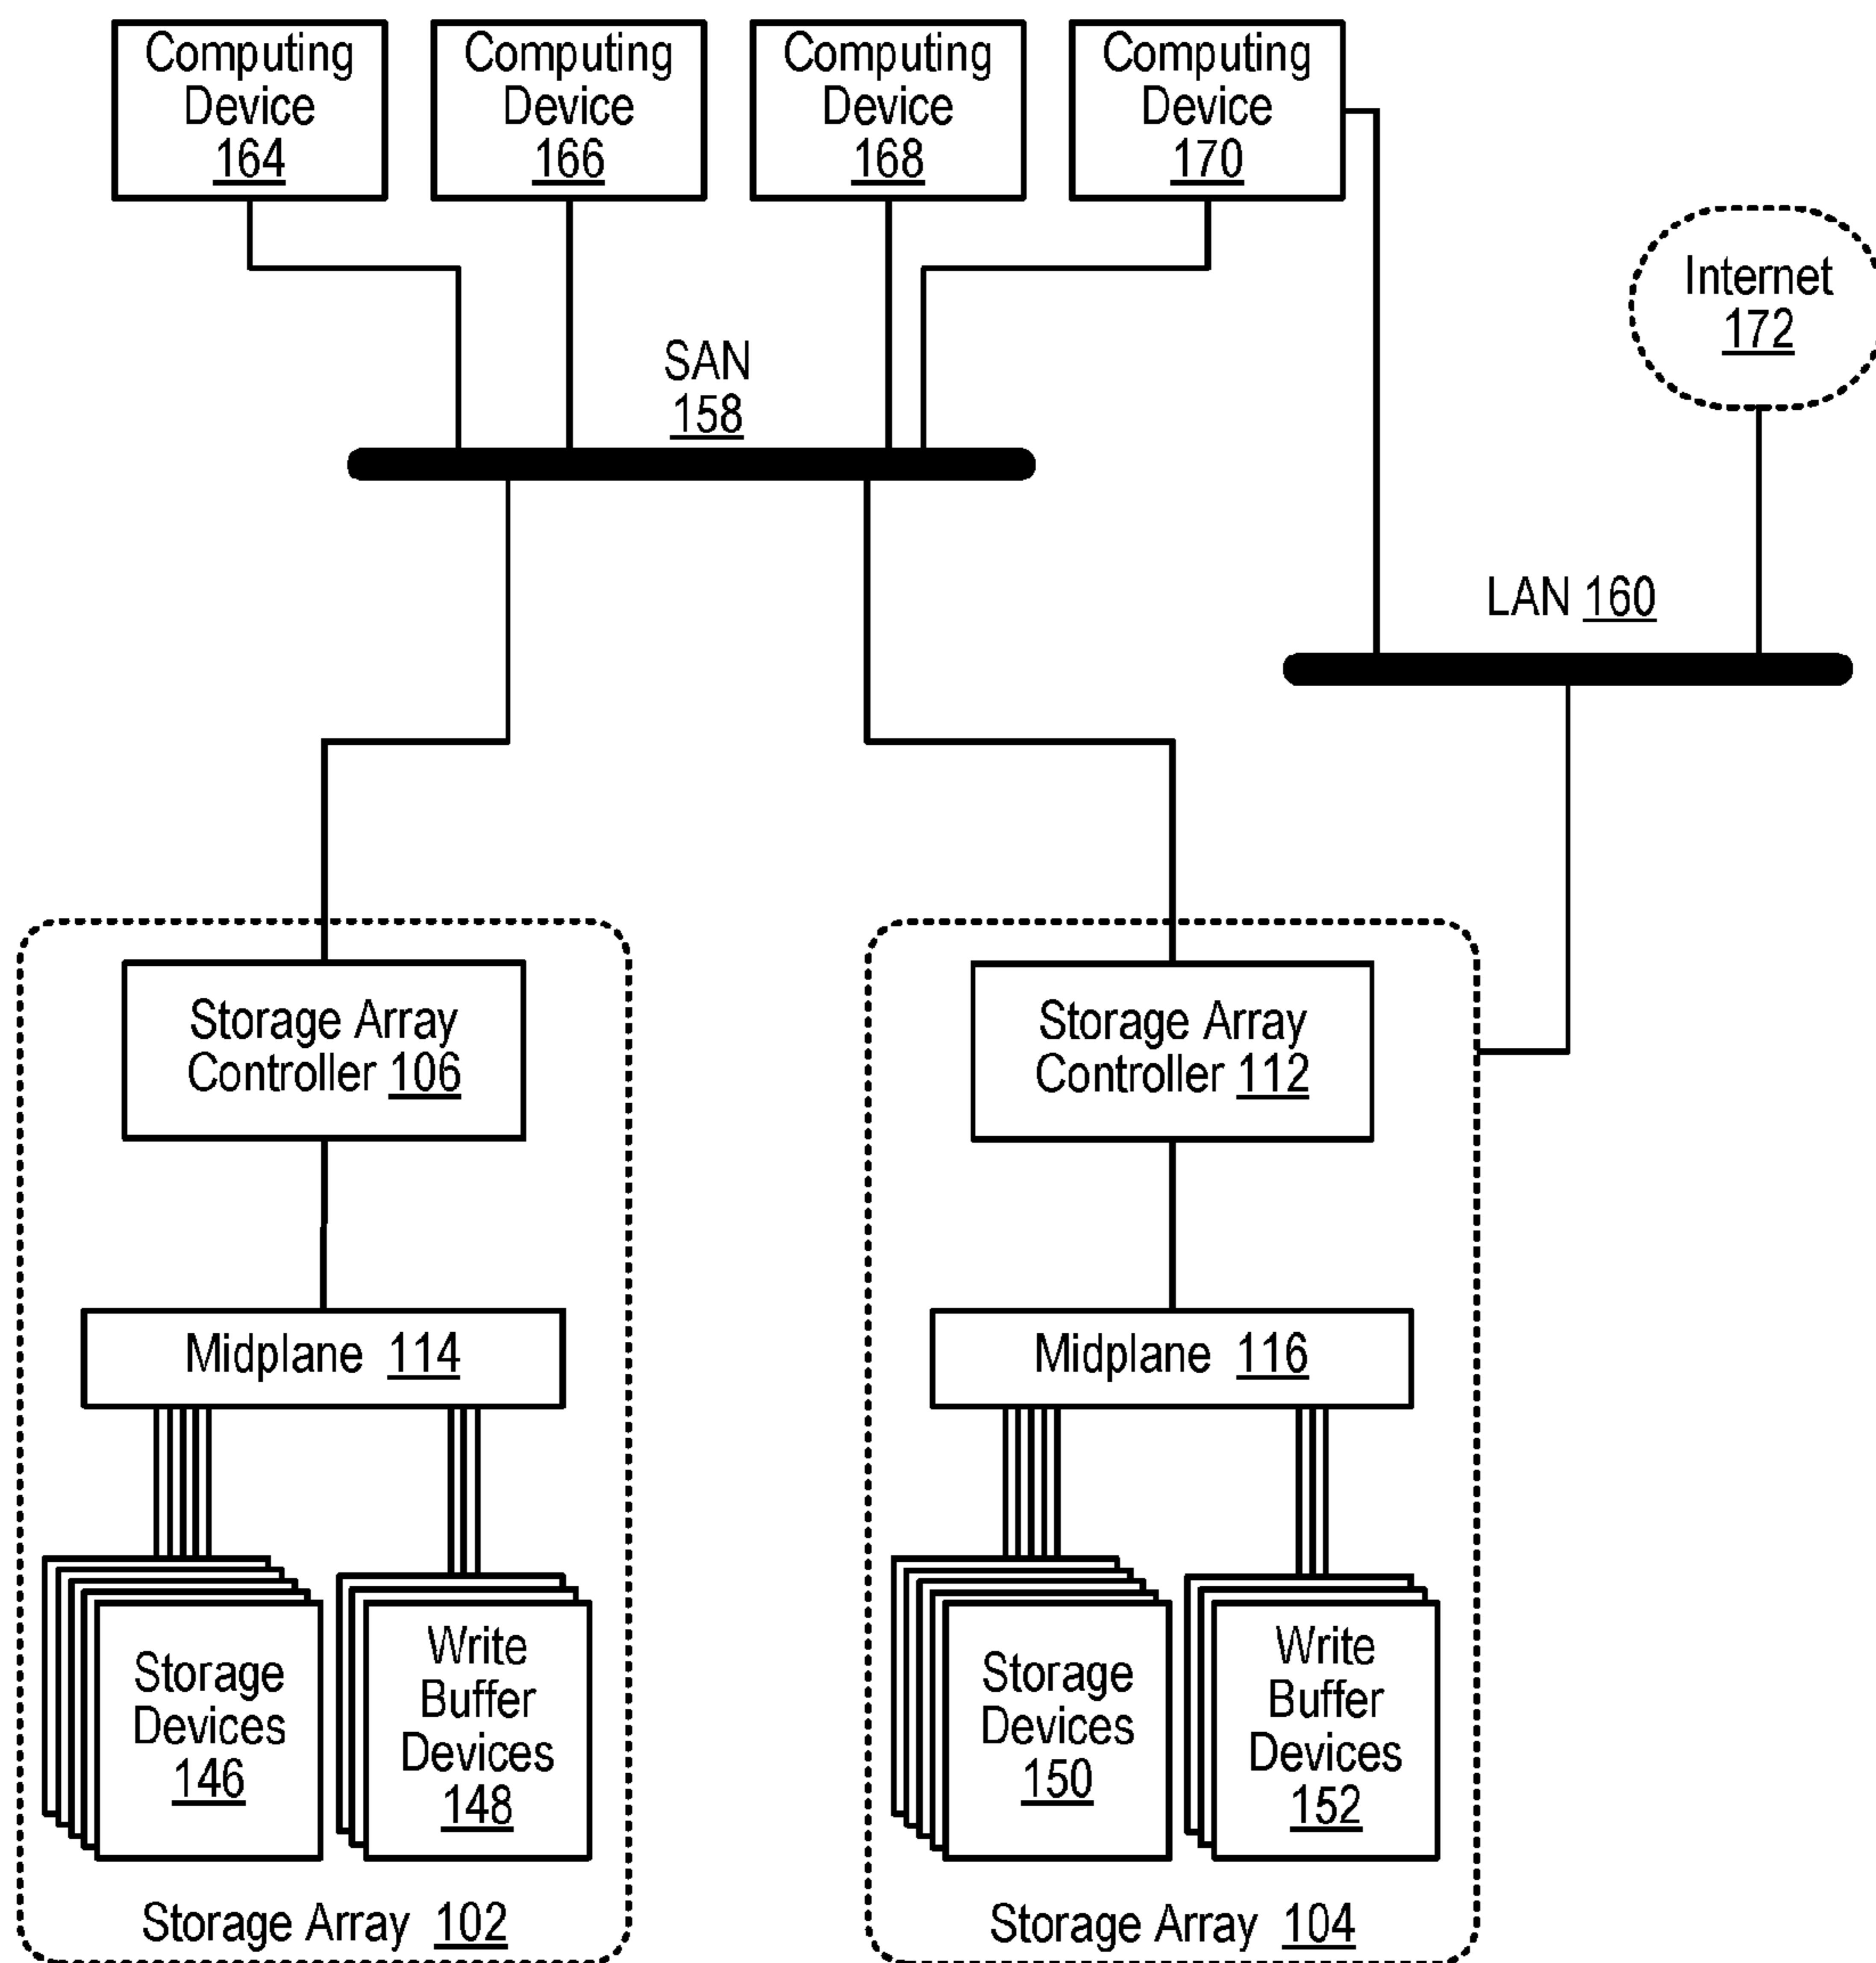 Computing
Device
164
Computing
Device
166
Computing
Device
168
Computing
Device
170
Internet
172
SAN
158
LAN 160
Storage Array
Controller 106
Storage Array
Controller 112
Midplane 114
Midplane 116
Storage
Devices
146
Write
Buffer
Devices
148
Storage
Devices
150
Write
Buffer
Devices
152
Storage Array 102
Storage Array 104